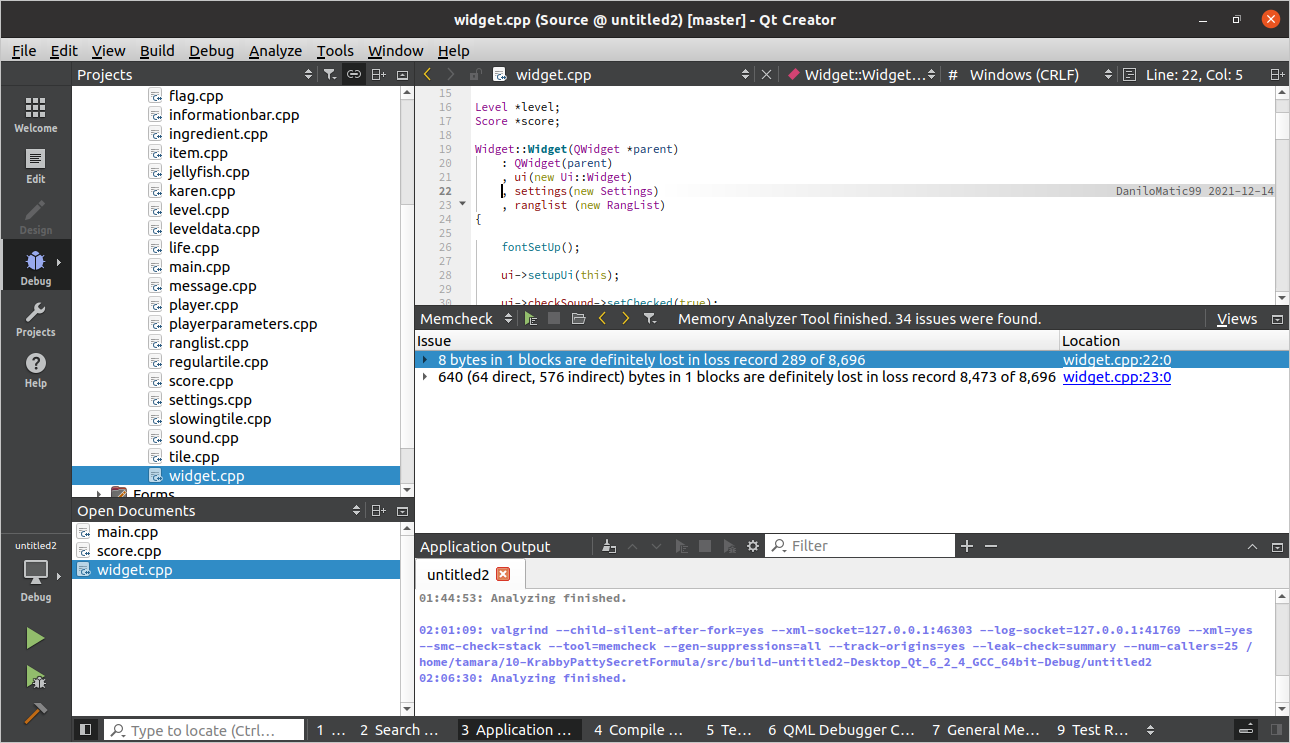 widget.cpp (Source @ untitled2) [master] - Qt Creator
File Edit View Build Debug Analyze Tools Window Help
Projects
widget.cpp
Widget::Widget...
# Windows (CRLF)
Line: 22, Col: 5
Welcome
Edit
Design
Debug
Projects
Help
flag.cpp
informationbar.cpp
ingredient.cpp
item.cpp
jellyfish.cpp
karen.cpp
level.cpp
leveldata.cpp
life.cpp
main.cpp
message.cpp
player.cpp
playerparameters.cpp
ranglist.cpp
regulartile.cpp
score.cpp
settings.cpp
slowingtile.cpp
sound.cpp
tile.cpp
widget.cpp
Forms
15
16 Level *level;
17 Score *score;
18
19 Widget::Widget(QWidget *parent)
20 : QWidget(parent)
21 , ui(new Ui::Widget)
22 , settings(new Settings) DaniloMatic99 2021-12-14
23 , ranglist (new RangList)
24 {
25
26 fontSetUp();
27
28 ui->setupUi(this);
29
30 ui->checkSound->setChecked(true);
Memcheck
Memory Analyzer Tool finished. 34 issues were found.
Views
Issue Location
8 bytes in 1 blocks are definitely lost in loss record 289 of 8,696 widget.cpp:22:0
640 (64 direct, 576 indirect) bytes in 1 blocks are definitely lost in loss record 8,473 of 8,696 widget.cpp:23:0
Open Documents
main.cpp
score.cpp
widget.cpp
untitled2
Debug
Application Output
Filter
untitled2
01:44:53: Analyzing finished.
02:01:09: valgrind --child-silent-after-fork=yes --xml-socket=127.0.0.1:46303 --log-socket=127.0.0.1:41769 --xml=yes
--smc-check=stack --tool=memcheck --gen-suppressions=all --track-origins=yes --leak-check=summary --num-callers=25 /
home/tamara/10-KrabbyPattySecretFormula/src/build-untitled2-Desktop_Qt_6_2_4_GCC_64bit-Debug/untitled2
02:06:30: Analyzing finished.
Type to locate (Ctrl...
1 ...
2 Search ...
3 Application ...
4 Compile ...
5 Te...
6 QML Debugger C...
7 General Me...
9 Test R...